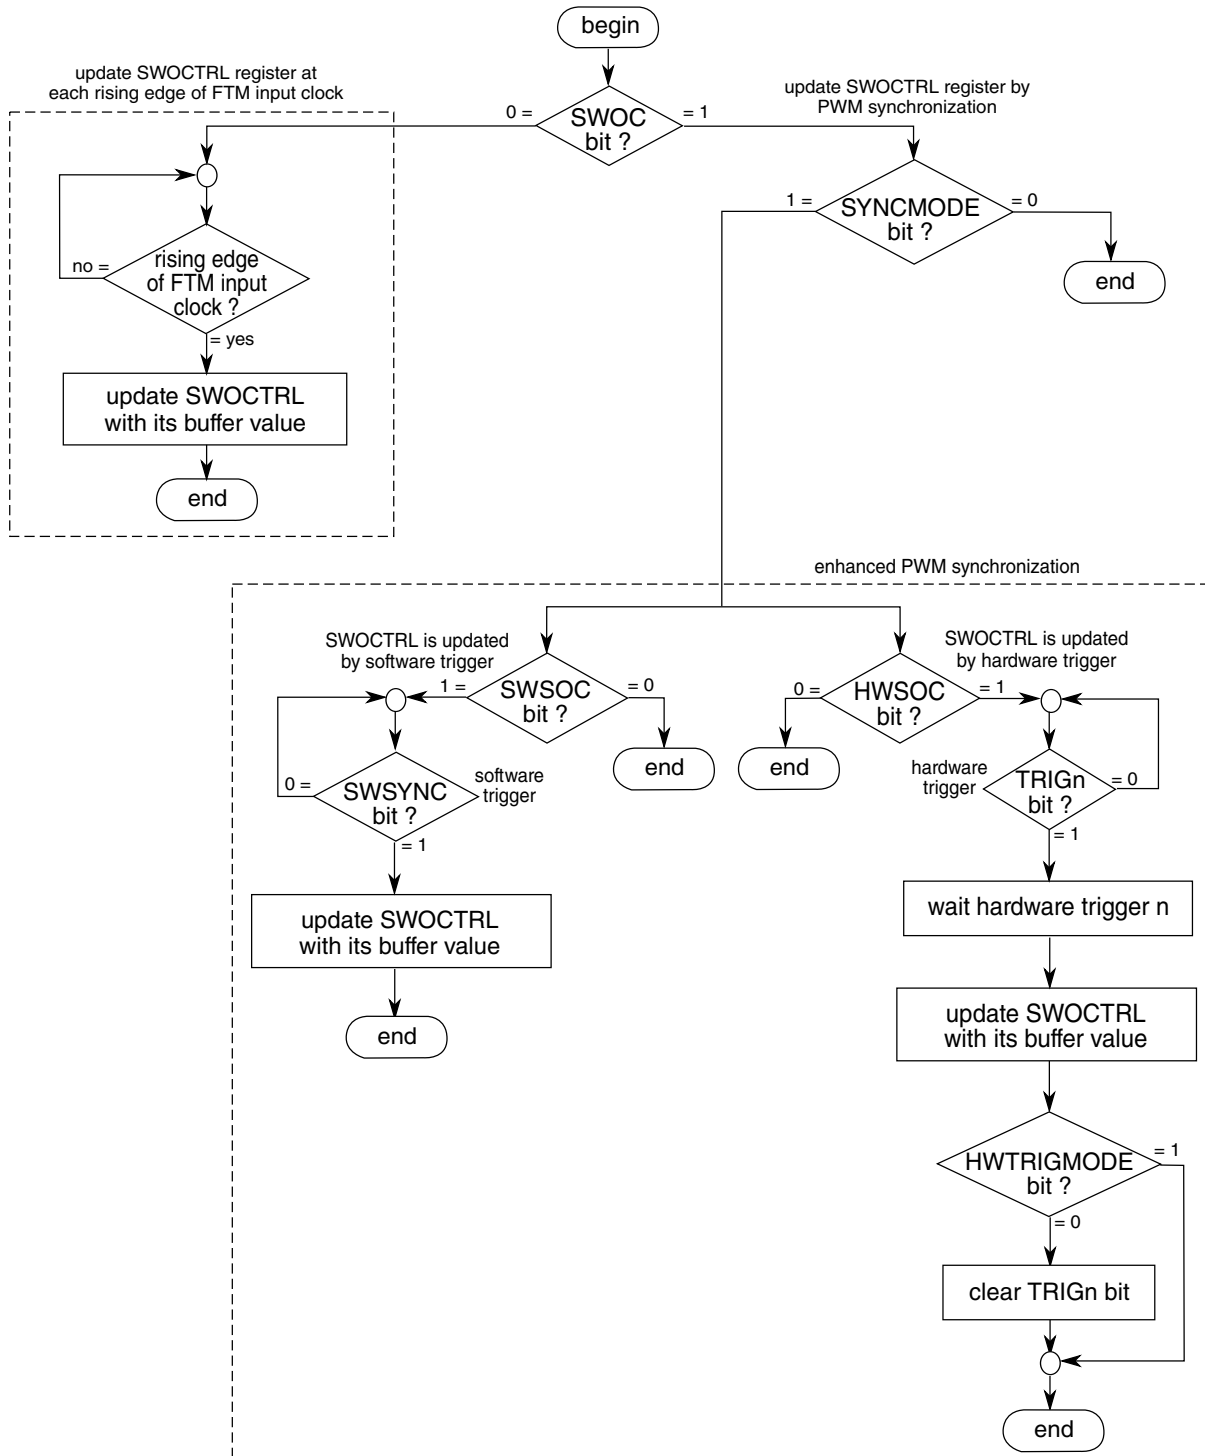 begin
update SWOCTRL register at
each rising edge of FTM input clock
update SWOCTRL register by
PWM synchronization
0 =
SWOC
bit ?
= 1
1 =
SYNCMODE
bit ?
= 0
end
no =
rising edge
of FTM input
clock ?
= yes
update SWOCTRL
with its buffer value
end
enhanced PWM synchronization
SWOCTRL is updated
by software trigger
1 =
SWSOC
bit ?
= 0
end
0 =
SWSYNC
bit ?
software
trigger
= 1
update SWOCTRL
with its buffer value
end
SWOCTRL is updated
by hardware trigger
0 =
HWSOC
bit ?
= 1
end
hardware
trigger
TRIGn
bit ?
= 0
= 1
wait hardware trigger n
update SWOCTRL
with its buffer value
HWTRIGMODE
bit ?
= 1
= 0
clear TRIGn bit
end